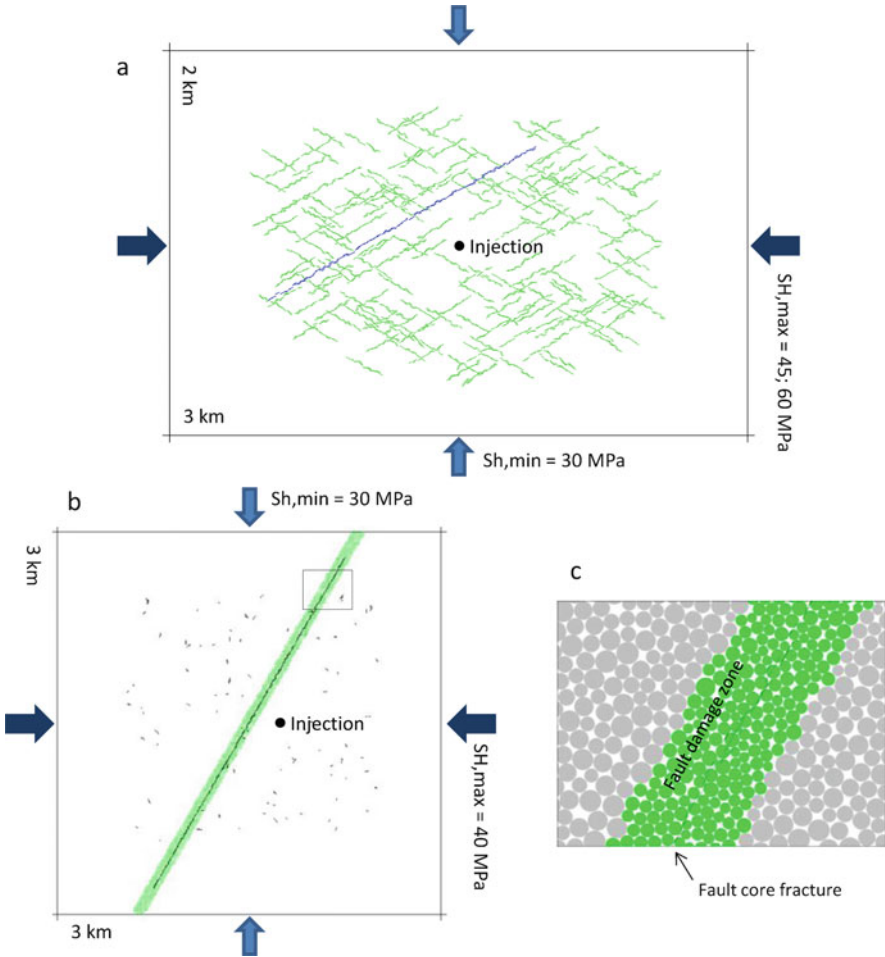 a
2 km
Injection
SH,max = 45; 60 MPa
3 km
Sh,min = 30 MPa
b
Sh,min = 30 MPa
3 km
Injection
SH,max = 40 MPa
3 km
c
Fault damage zone
Fault core fracture